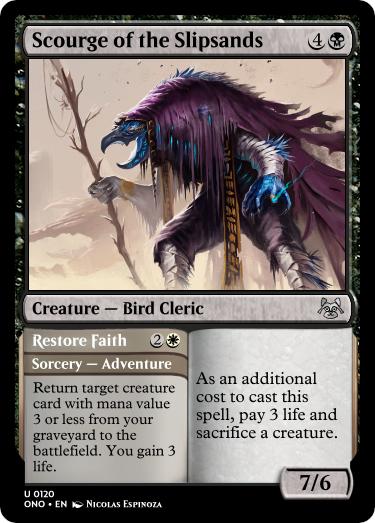 Scourge of the Slipsands 4
Creature — Bird Cleric
Restore Faith 2
Sorcery — Adventure
Return target creature
card with mana value
3 or less from your
graveyard to the
battlefield. You gain 3
life.
As an additional
cost to cast this
spell, pay 3 life and
sacrifice a creature.
7/6
U 0120
ONO • EN Nicolas Espinoza